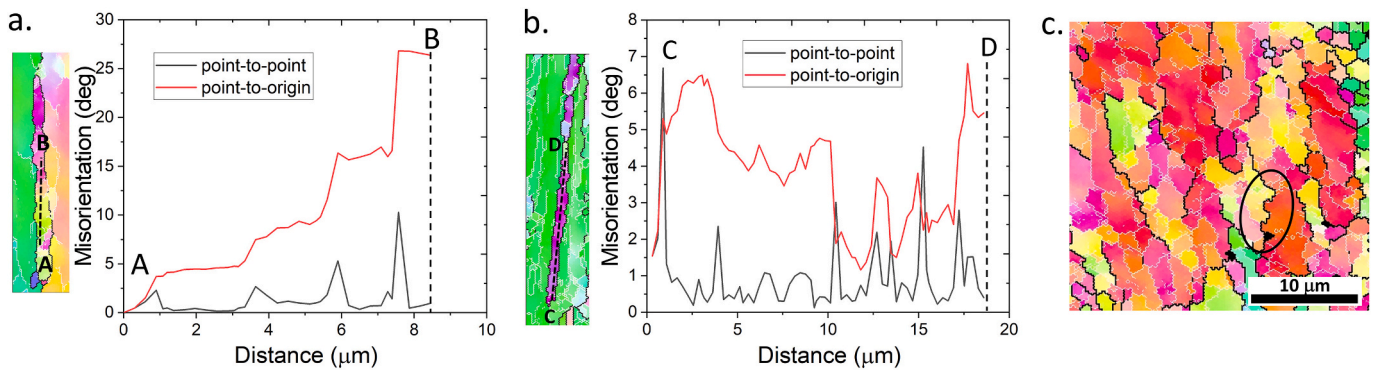 a.
B
A
Misorientation (deg)
30
25
20
15
10
5
0
point-to-point
point-to-origin
A
B
0
2
4
6
8
10
Distance (μm)
b.
D
C
Misorientation (deg)
8
7
6
5
4
3
2
1
0
C
D
point-to-point
point-to-origin
0
5
10
15
20
Distance (μm)
c.
10 μm